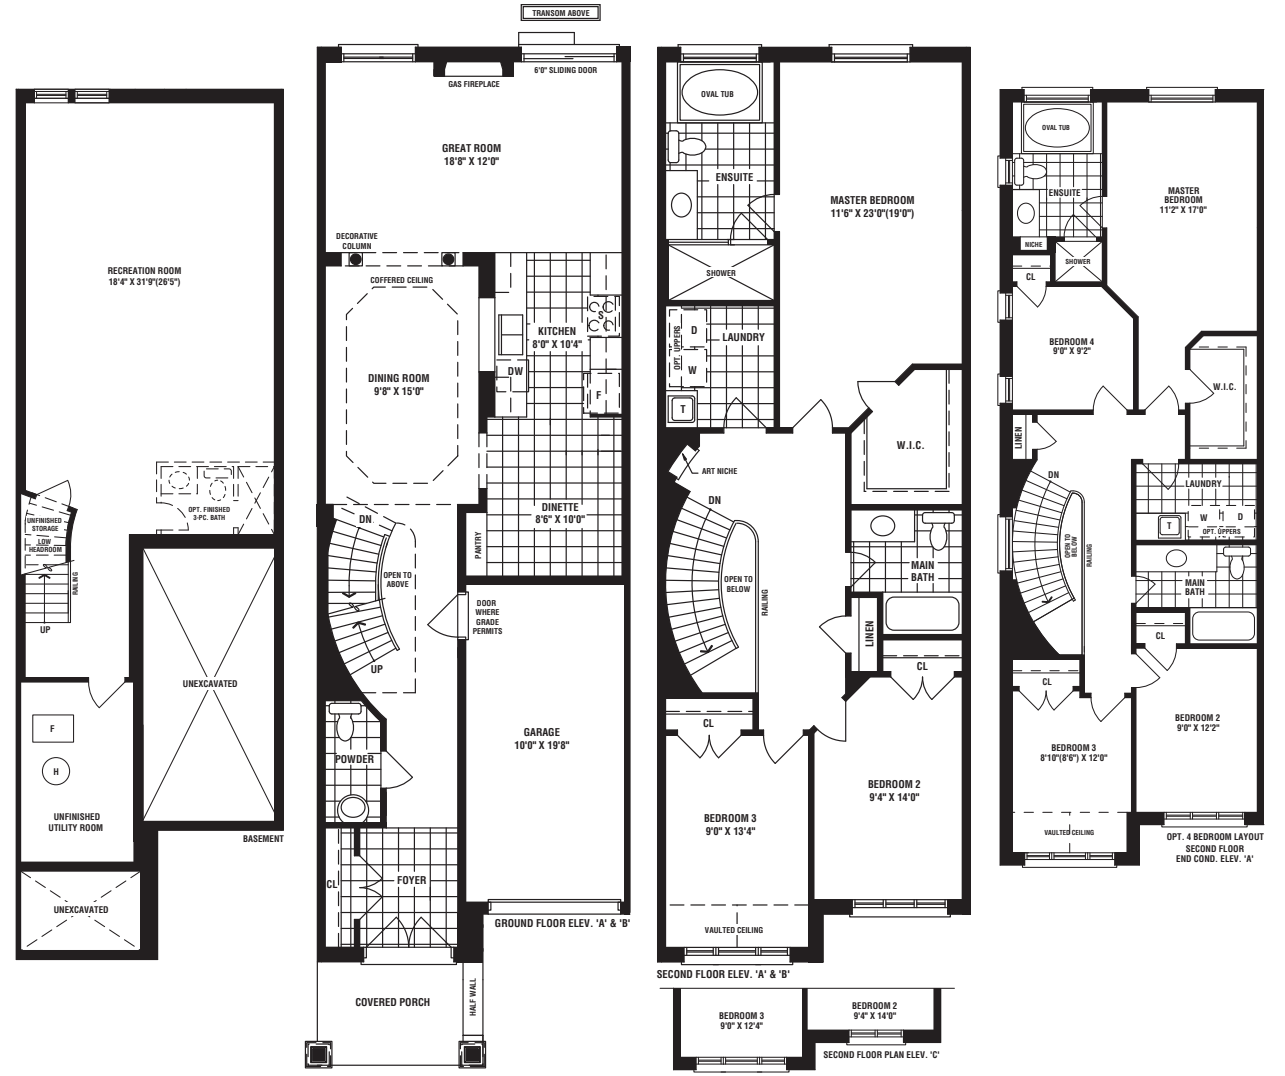 RECREATION ROOM
18'4" X 31'9"(26'5")
OPT. FINISHED
3-PC. BATH
UNFINISHED
STORAGE
LOW
HEADROOM
RAILING
UP
UNEXCAVATED
F
H
UNFINISHED
UTILITY ROOM
BASEMENT
UNEXCAVATED
TRANSOM ABOVE
GAS FIREPLACE
6'0" SLIDING DOOR
GREAT ROOM
18'8" X 12'0"
DECORATIVE
COLUMN
COFFERED CEILING
S
KITCHEN
8'0" X 10'4"
DINING ROOM
9'8" X 15'0"
DW
F
DINETTE
8'6" X 10'0"
DN
PANTRY
OPEN TO
ABOVE
DOOR
WHERE
GRADE
PERMITS
UP
GARAGE
10'0" X 19'8"
POWDER
CL
FOYER
GROUND FLOOR ELEV. 'A' & 'B'
COVERED PORCH
HALF WALL
OVAL TUB
ENSUITE
MASTER BEDROOM
11'6" X 23'0"(19'0")
SHOWER
OPT. UPPERS
D
W
LAUNDRY
T
W.I.C.
ART NICHE
DN
OPEN TO
BELOW
RAILING
MAIN
BATH
LINEN
CL
CL
BEDROOM 2
9'4" X 14'0"
BEDROOM 3
9'0" X 13'4"
VAULTED CEILING
SECOND FLOOR ELEV. 'A' & 'B'
BEDROOM 3
9'0" X 12'4"
BEDROOM 2
9'4" X 14'0"
SECOND FLOOR PLAN ELEV. 'C'
OVAL TUB
ENSUITE
MASTER
BEDROOM
11'2" X 17'0"
NICHE
SHOWER
CL
BEDROOM 4
9'0" X 9'2"
W.I.C.
LINEN
DN
LAUNDRY
T
W
D
OPT. UPPERS
OPEN TO
BELOW
RAILING
MAIN
BATH
CL
CL
BEDROOM 2
9'0" X 12'2"
BEDROOM 3
8'10"(8'6") X 12'0"
VAULTED CEILING
OPT. 4 BEDROOM LAYOUT
SECOND FLOOR
END COND. ELEV. 'A'